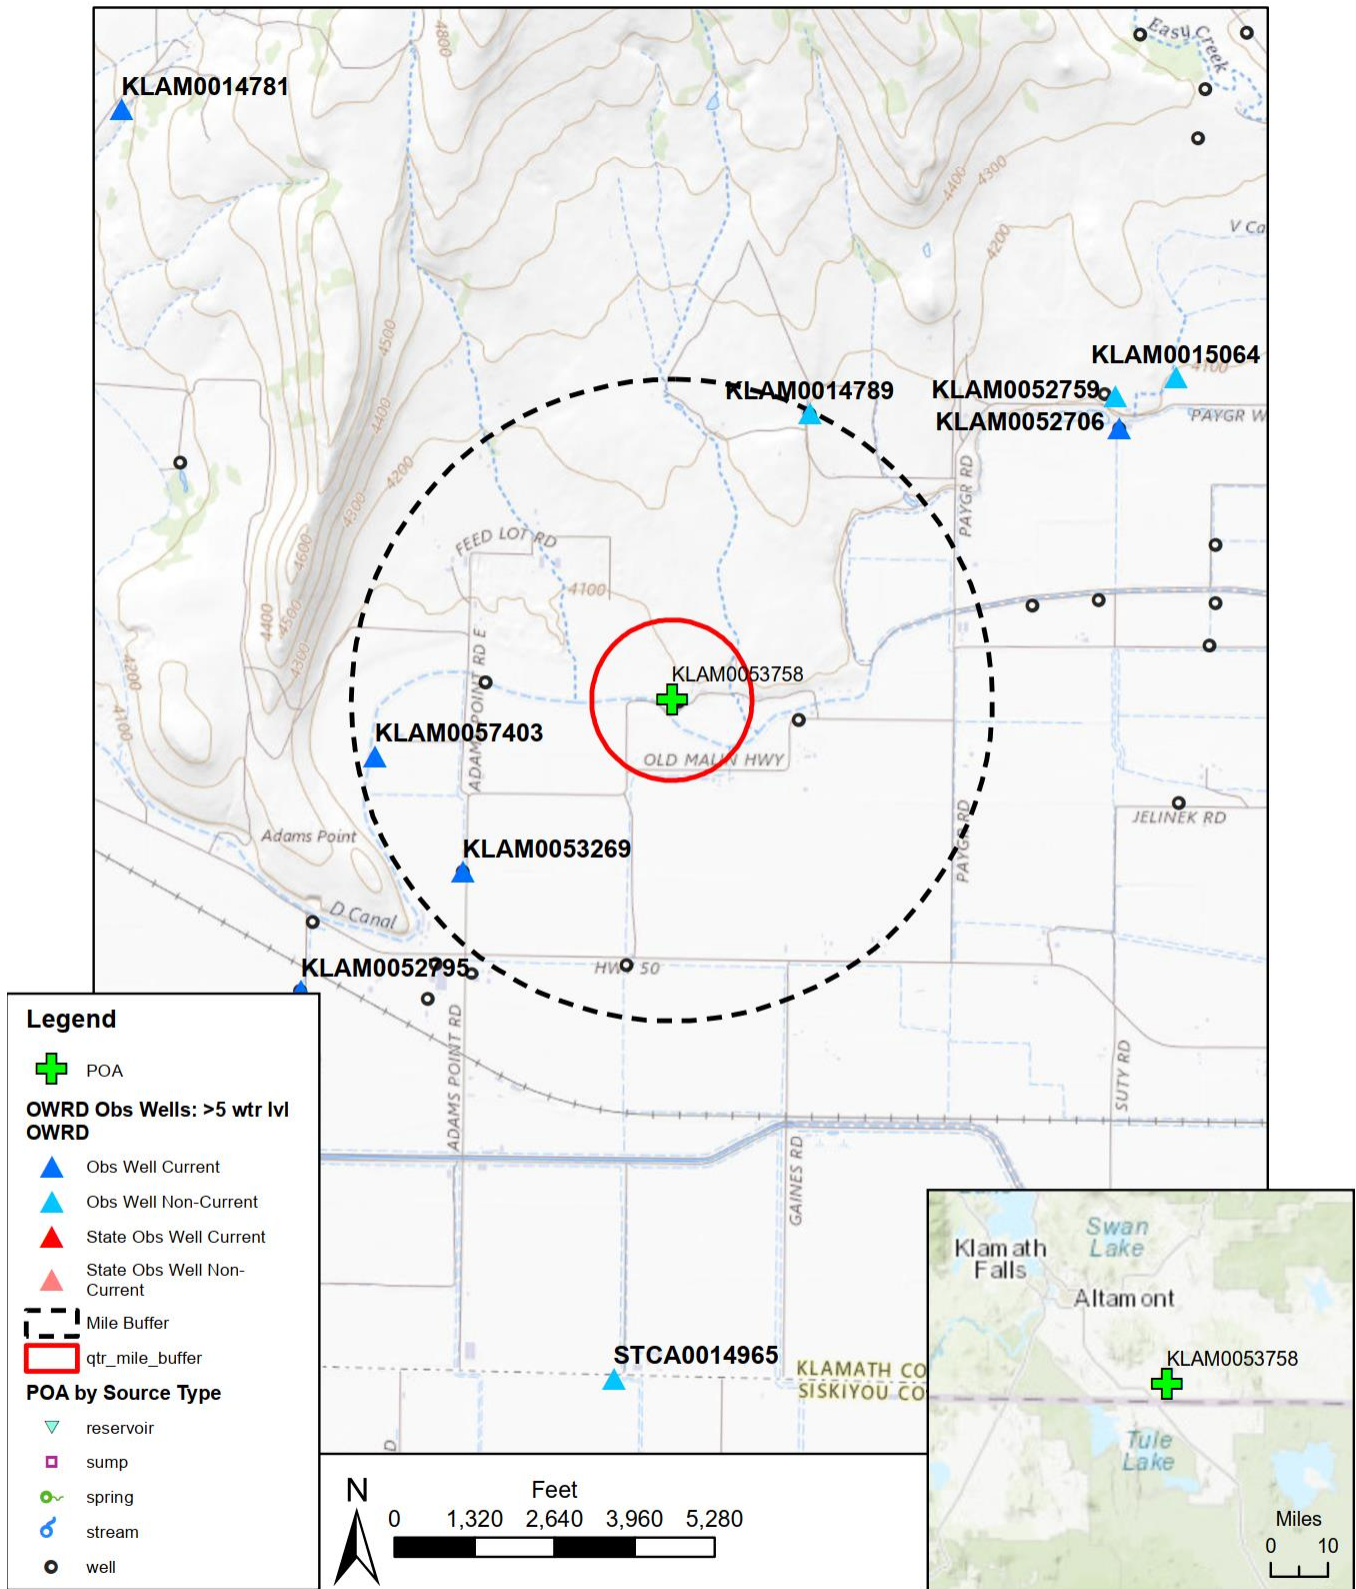 4800
Easy Creek
KLAM0014781
4400
4300
4200
V Ca
4500
KLAM0015064
4100
KLAM0014789
KLAM0052759
KLAM0052706
PAYGR W
4400
4200
PAYGR RD
4300
FEED LOT RD
4600
4100
4400
4500
ADAMS POINT RD E
4300
4200
KLAM0053758
4100
KLAM0057403
OLD MALIN HWY
PAYGR RD
JELINEK RD
Adams Point
KLAM0053269
D Canal
KLAM0052795
HWY 50
ADAMS POINT RD
SUTY RD
GAINES RD
STCA0014965
KLAMATH CO
SISKIYOU CO
D
Legend
POA
OWRD Obs Wells: >5 wtr lvl
OWRD
Obs Well Current
Obs Well Non-Current
State Obs Well Current
State Obs Well Non-
Current
Mile Buffer
qtr_mile_buffer
POA by Source Type
reservoir
sump
spring
stream
well
N
Feet
0 1,320 2,640 3,960 5,280
Swan
Lake
Klamath
Falls
Altamont
KLAM0053758
Tule
Lake
Miles
0 10